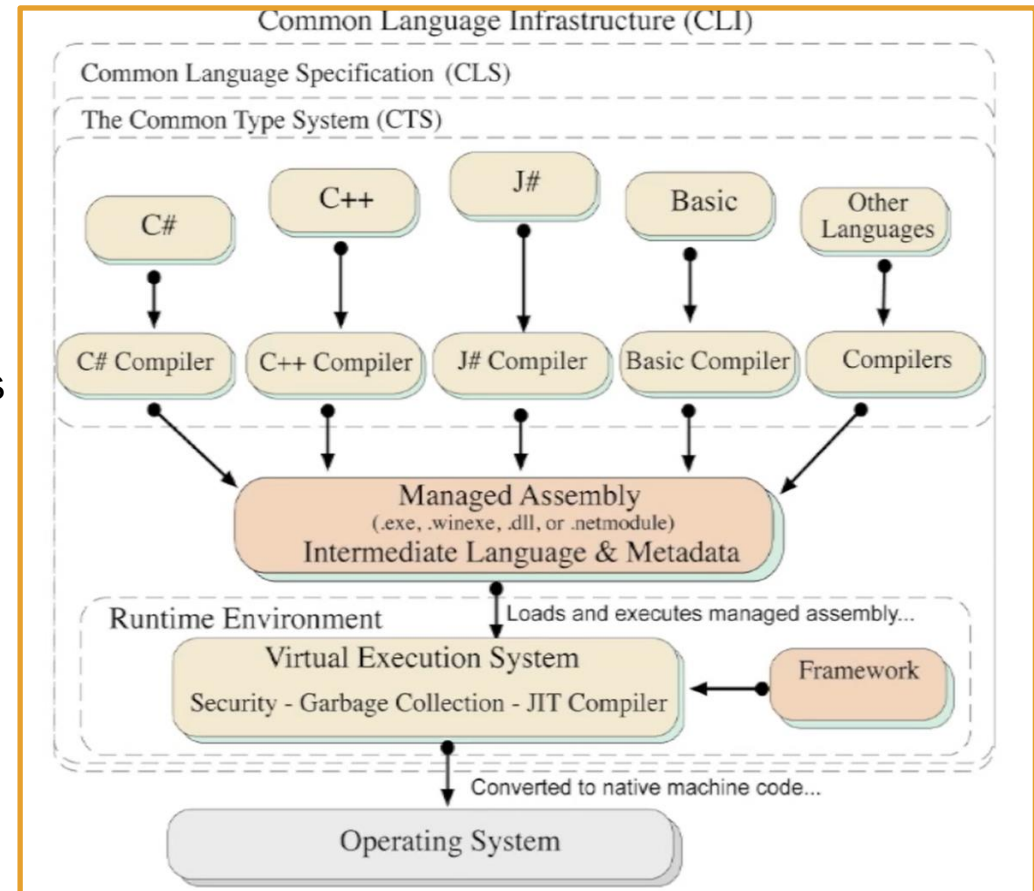 Common Language Infrastructure (CLI)
Common Language Specification (CLS)
The Common Type System (CTS)
C#
C++
J#
Basic
Other
Languages
C# Compiler
C++ Compiler
J# Compiler
Basic Compiler
Compilers
s
Managed Assembly
(.exe, .winexe, .dll, or .netmodule)
Intermediate Language & Metadata
Loads and executes managed assembly...
Runtime Environment
Virtual Execution System
Security - Garbage Collection - JIT Compiler
Framework
Converted to native machine code...
Operating System